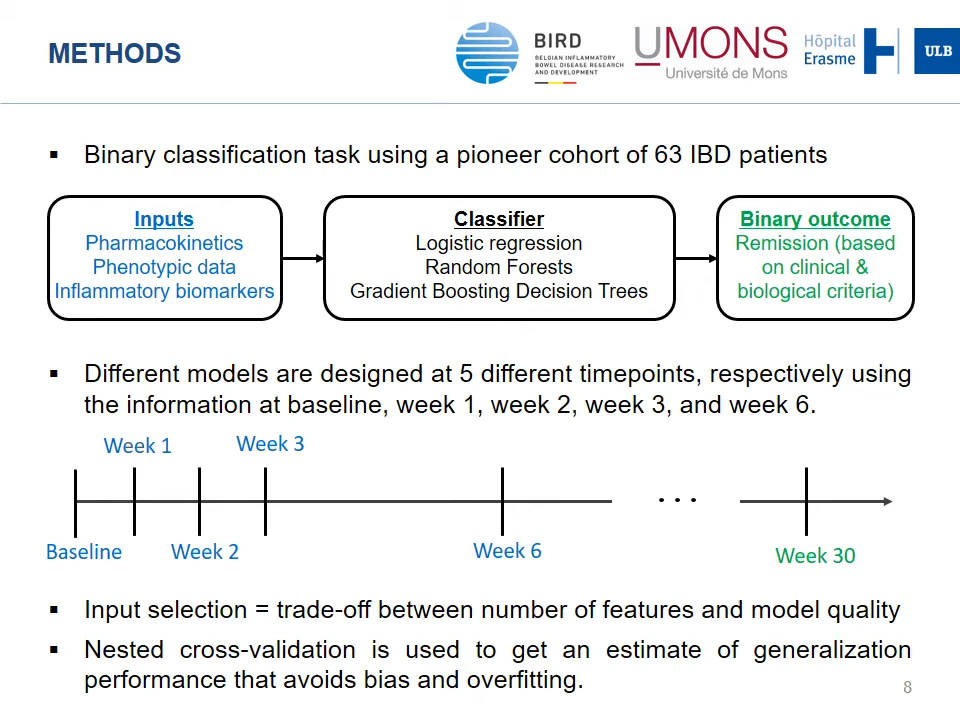 METHODS
BIRD
BELGIAN INFLAMMATORY
BOWEL DISEASE RESEARCH
AND DEVELOPMENT
UMONS
Université de Mons
Hôpital
Erasme
ULB
▪ Binary classification task using a pioneer cohort of 63 IBD patients
Inputs
Pharmacokinetics
Phenotypic data
Inflammatory biomarkers
Classifier
Logistic regression
Random Forests
Gradient Boosting Decision Trees
Binary outcome
Remission (based
on clinical &
biological criteria)
▪ Different models are designed at 5 different timepoints, respectively using
the information at baseline, week 1, week 2, week 3, and week 6.
Week 1
Week 3
. . .
Baseline
Week 2
Week 6
Week 30
▪ Input selection = trade-off between number of features and model quality
▪ Nested cross-validation is used to get an estimate of generalization
performance that avoids bias and overfitting.
8